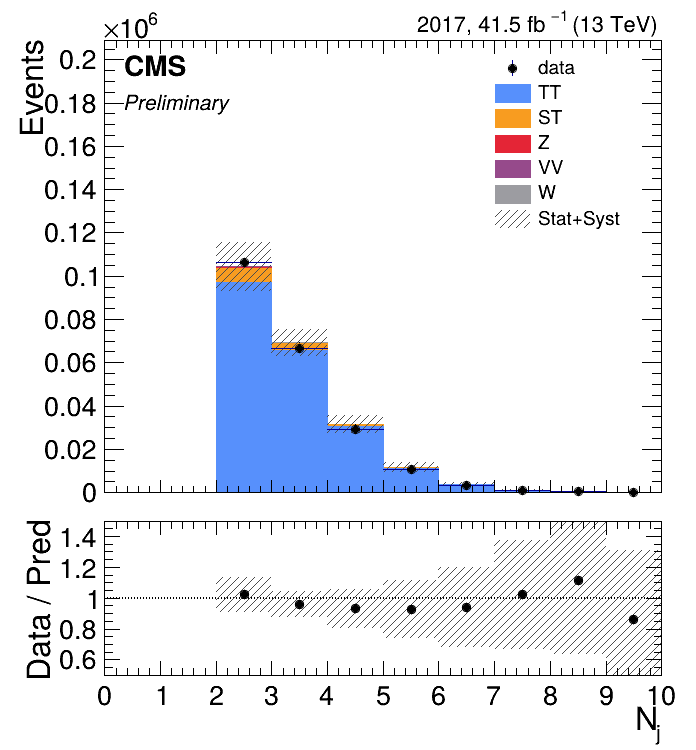 ×10^6
2017, 41.5 fb^−1 (13 TeV)
Events
CMS
Preliminary
data
TT
ST
Z
VV
W
Stat+Syst
0.2
0.18
0.16
0.14
0.12
0.1
0.08
0.06
0.04
0.02
0
Data / Pred
1.4
1.2
1
0.8
0.6
0 1 2 3 4 5 6 7 8 9 10
N_j